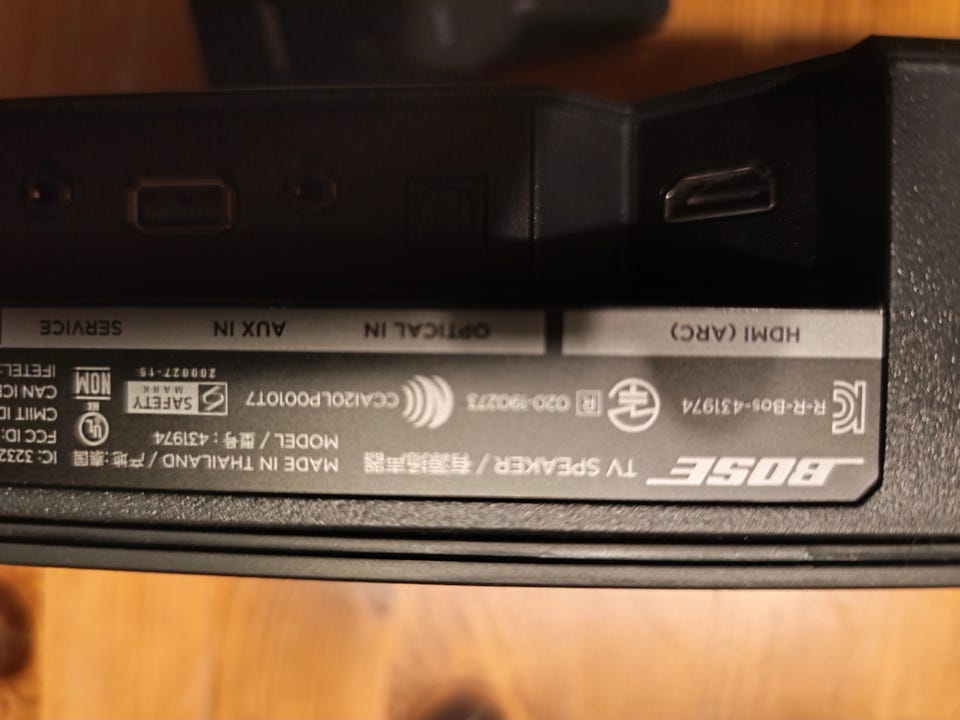 BOSE TV SPEAKER / 有源扬声器 MADE IN THAILAND / 产地:泰国 IC: 3232
MODEL / 型号: 431974 FCC ID:
R-R-Bos-431974 R 020-190273 CCAI20LP0010T7 SAFETY MARK UL CMIIT ID
200027-15 NOM CAN ICE
IFETEL:
HDMI (ARC) OPTICAL IN AUX IN SERVICE